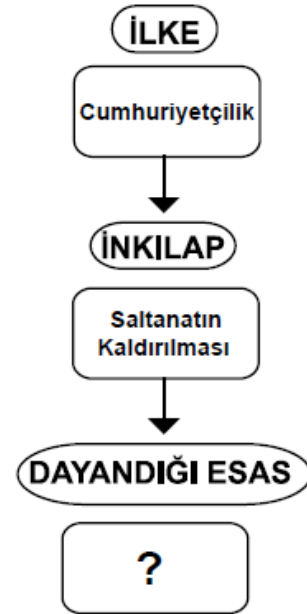 İLKE
Cumhuriyetçilik
İNKILAP
Saltanatın
Kaldırılması
DAYANDIĞI ESAS
?